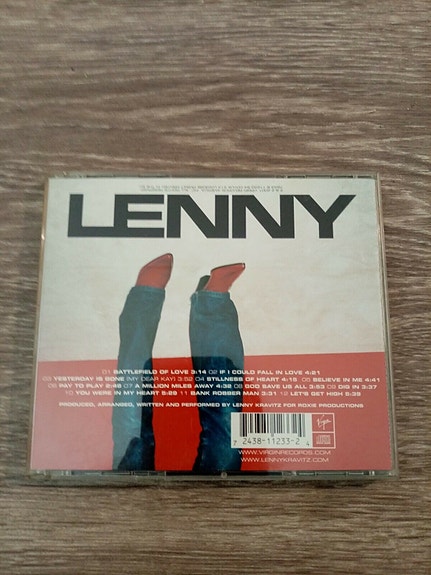 LENNY
01 BATTLEFIELD OF LOVE 3:14 02 IF I COULD FALL IN LOVE 4:21
03 YESTERDAY IS GONE (MY DEAR KAY) 3:52 04 STILLNESS OF HEART 4:15 05 BELIEVE IN ME 4:41
06 PAY TO PLAY 2:48 07 A MILLION MILES AWAY 4:32 08 GOD SAVE US ALL 3:53 09 DIG IN 3:37
10 YOU WERE IN MY HEART 5:29 11 BANK ROBBER MAN 3:31 12 LET'S GET HIGH 5:39
PRODUCED, ARRANGED, WRITTEN AND PERFORMED BY LENNY KRAVITZ FOR ROXIE PRODUCTIONS
Virgin
7 24381-11233-2 4
WWW.VIRGINRECORDS.COM
WWW.LENNYKRAVITZ.COM